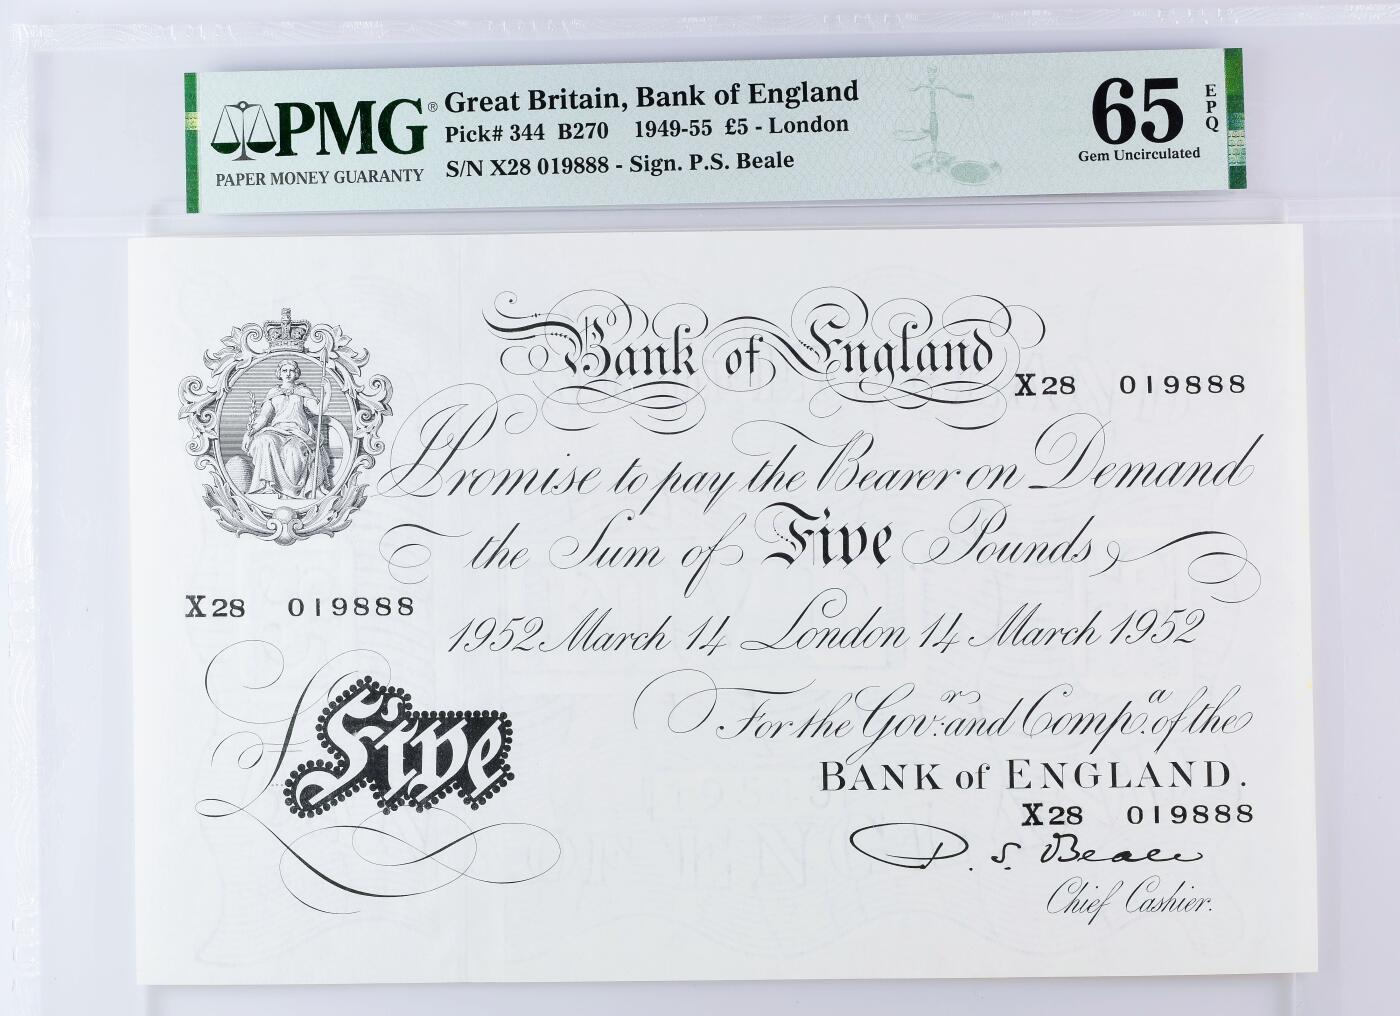 PMG®
PAPER MONEY GUARANTY
Great Britain, Bank of England
Pick# 344 B270 1949-55 £5 - London
S/N X28 019888 - Sign. P.S. Beale
65
EPQ
Gem Uncirculated
Bank of England
X28 019888
I Promise to pay the Bearer on Demand
the Sum of Five Pounds
X28 019888
1952 March 14 London 14 March 1952
£Five
For the Govr. and Compa. of the
BANK of ENGLAND.
X28 019888
P. S. Beale
Chief Cashier.